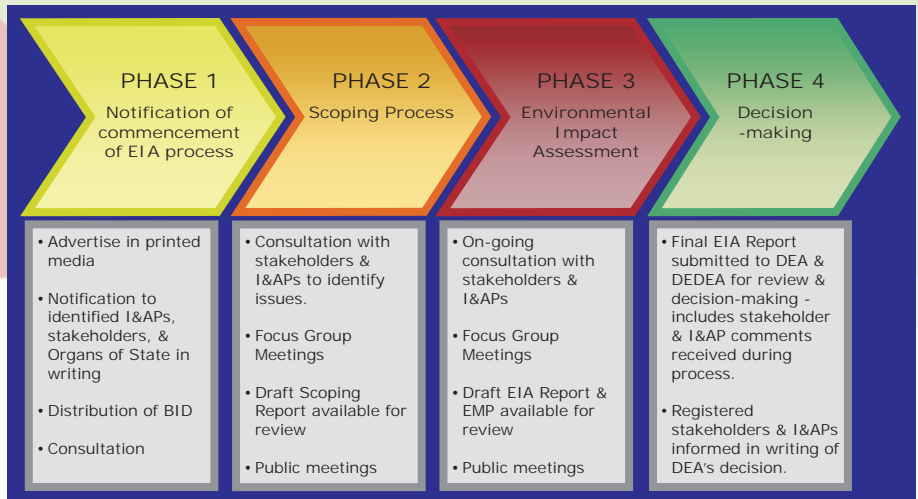 PHASE 1
Notification of
commencement
of EIA process
PHASE 2
Scoping Process
PHASE 3
Environmental
Impact
Assessment
PHASE 4
Decision
-making
• Advertise in printed
media
• Notification to
identified I&APs,
stakeholders, &
Organs of State in
writing
• Distribution of BID
• Consultation
• Consultation with
stakeholders &
I&APs to identify
issues.
• Focus Group
Meetings
• Draft Scoping
Report available for
review
• Public meetings
• On-going
consultation with
stakeholders &
I&APs
• Focus Group
Meetings
• Draft EIA Report &
EMP available for
review
• Public meetings
• Final EIA Report
submitted to DEA &
DEDEA for review &
decision-making -
includes stakeholder
& I&AP comments
received during
process.
• Registered
stakeholders & I&APs
informed in writing of
DEA's decision.